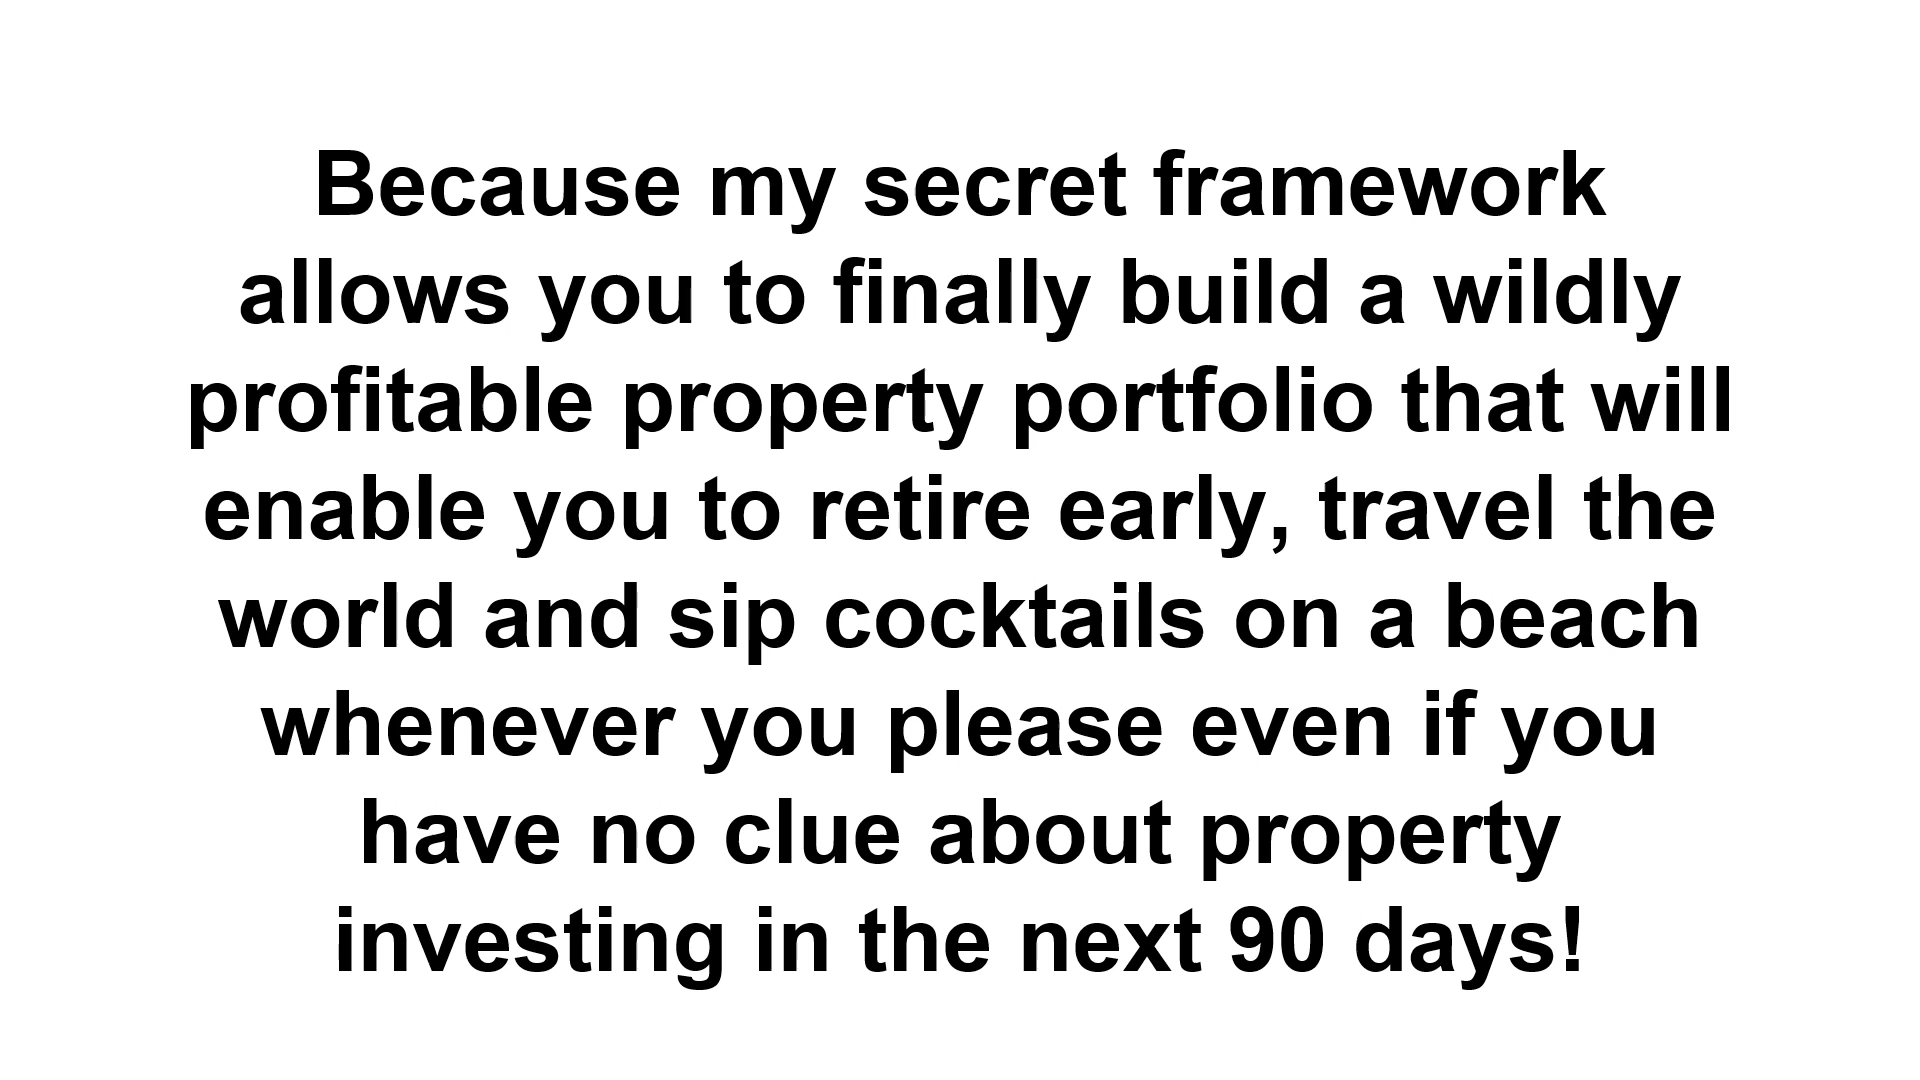 Because my secret framework
allows you to finally build a wildly
profitable property portfolio that will
enable you to retire early, travel the
world and sip cocktails on a beach
whenever you please even if you
have no clue about property
investing in the next 90 days!